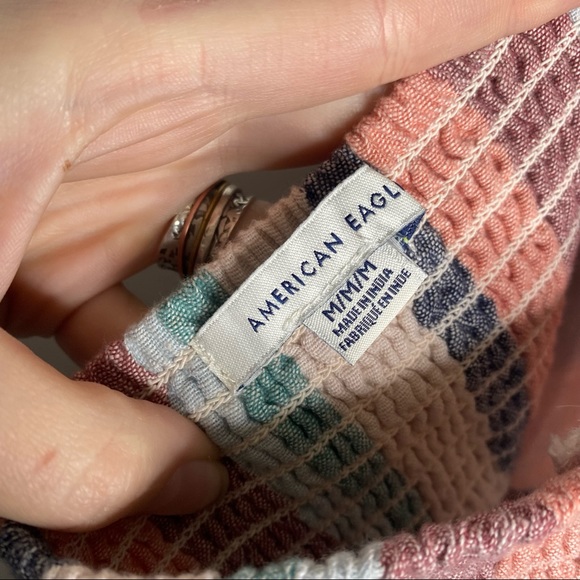 AMERICAN EAGL
M/M/M
MADE IN INDIA
FABRIQUÉ EN INDE